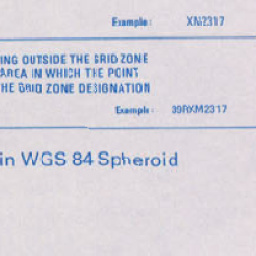 Example: XN2317
ING OUTSIDE THE GRID ZONE
AREA IN WHICH THE POINT
HE GRID ZONE DESIGNATION
Example: 39RXM2317
in WGS 84 Spheroid